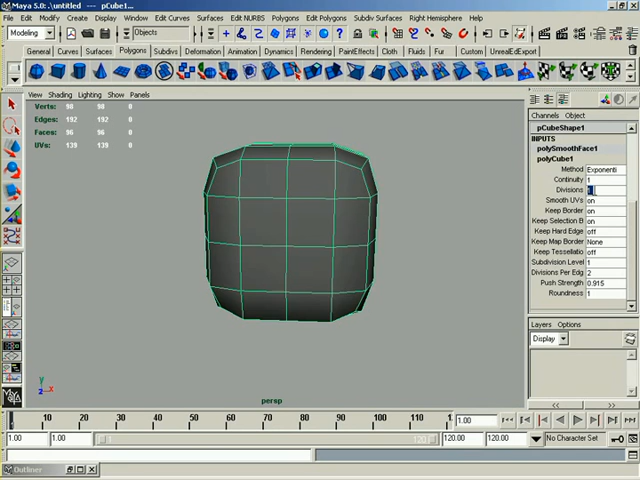 Maya 5.0: .\untitled | pCube1...
File Edit Modify Create Display Window Edit Curves Surfaces Edit NURBS Polygons Edit Polygons Subdiv Surfaces Right Hemisphere Help
Modeling Objects
General Curves Surfaces Polygons Subdivs Deformation Animation Dynamics Rendering PaintEffects Cloth Fluids Fur Custom UnrealEdExport
View Shading Lighting Show Panels
Channels Object
Verts: 98 98 0
Edges: 192 192 0
Faces: 96 96 0
UVs: 139 139 0
pCubeShape1
INPUTS
polySmoothFace1
polyCube1
Method Exponenti
Continuity 1
Divisions
Smooth UVs on
Keep Border on
Keep Selection B on
Keep Hard Edge off
Keep Map Border None
Keep Tessellatio off
Subdivision Level 1
Divisions Per Edg 2
Push Strength 0.915
Roundness 1
Layers Options
Display
y
z x
persp
10 20 30 40 50 60 70 80 90 100 110 1.00
1.00 1.00 120.00 120.00 No Character Set
Outliner